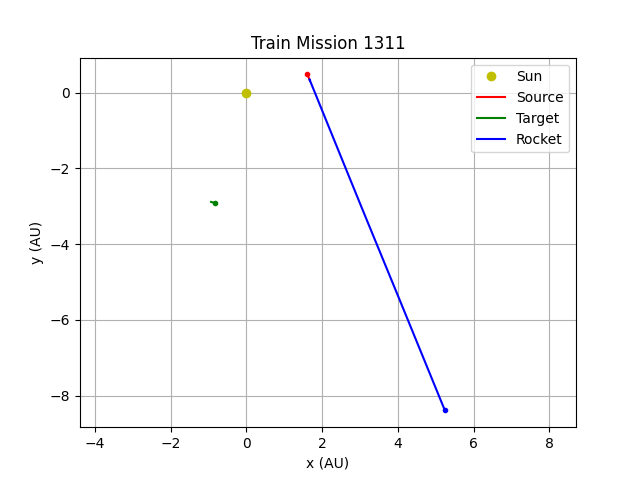 Train Mission 1311
Sun
Source
Target
Rocket
0
−2
−4
−6
−8
y (AU)
−4
−2
0
2
4
6
8
x (AU)